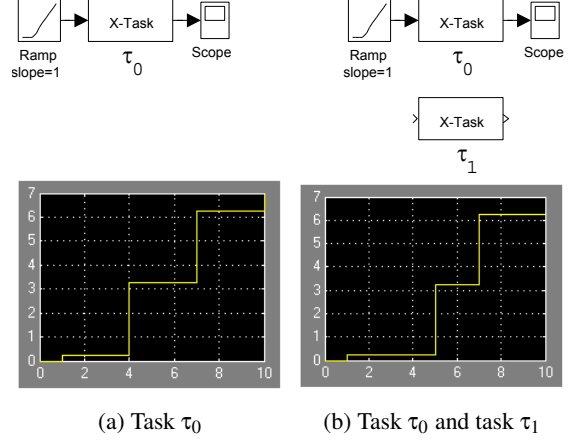 X-Task
Ramp
slope=1
τ0
Scope
X-Task
Ramp
slope=1
τ0
Scope
X-Task
τ1
7
6
5
4
3
2
1
0
0 2 4 6 8 10
7
6
5
4
3
2
1
0
0 2 4 6 8 10
(a) Task τ0
(b) Task τ0 and task τ1